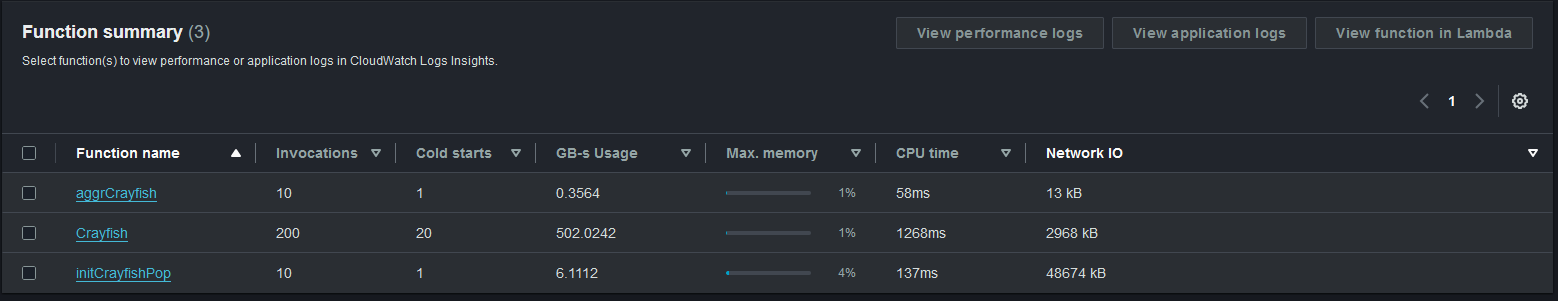 Function summary (3)
View performance logs View application logs View function in Lambda
Select function(s) to view performance or application logs in CloudWatch Logs Insights.
1
Function name Invocations Cold starts GB-s Usage Max. memory CPU time Network IO
aggrCrayfish 10 1 0.3564 1% 58ms 13 kB
Crayfish 200 20 502.0242 1% 1268ms 2968 kB
initCrayfishPop 10 1 6.1112 4% 137ms 48674 kB